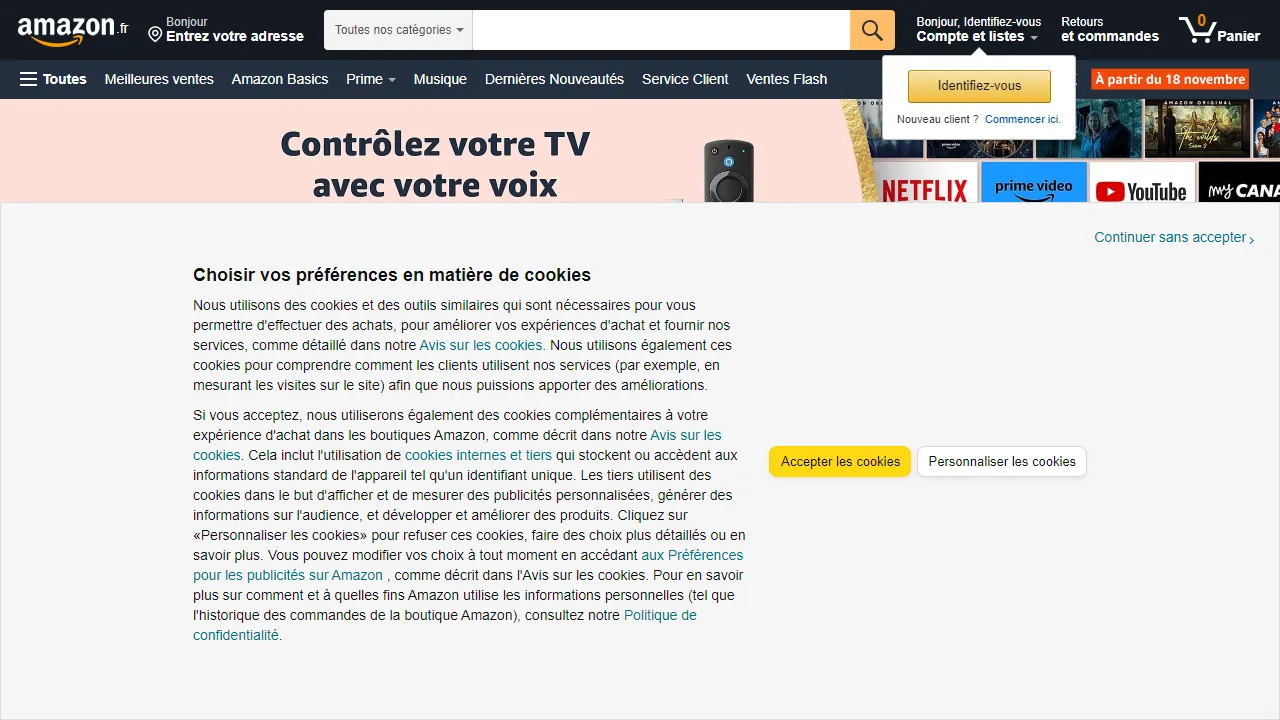 amazon.fr
Bonjour
Entrez votre adresse
Toutes nos catégories
Bonjour, Identifiez-vous
Compte et listes
Retours
et commandes
0
Panier
Toutes
Meilleures ventes
Amazon Basics
Prime
Musique
Dernières Nouveautés
Service Client
Ventes Flash
À partir du 18 novembre
Identifiez-vous
Nouveau client ? Commencer ici.
Contrôlez votre TV
avec votre voix
AMAZON ORIGINAL
prime video
NETFLIX
prime video
YouTube
my CANA
Continuer sans accepter
Choisir vos préférences en matière de cookies
Nous utilisons des cookies et des outils similaires qui sont nécessaires pour vous
permettre d'effectuer des achats, pour améliorer vos expériences d'achat et fournir nos
services, comme détaillé dans notre Avis sur les cookies. Nous utilisons également ces
cookies pour comprendre comment les clients utilisent nos services (par exemple, en
mesurant les visites sur le site) afin que nous puissions apporter des améliorations.
Si vous acceptez, nous utiliserons également des cookies complémentaires à votre
expérience d'achat dans les boutiques Amazon, comme décrit dans notre Avis sur les
cookies. Cela inclut l'utilisation de cookies internes et tiers qui stockent ou accèdent aux
informations standard de l'appareil tel qu'un identifiant unique. Les tiers utilisent des
cookies dans le but d'afficher et de mesurer des publicités personnalisées, générer des
informations sur l'audience, et développer et améliorer des produits. Cliquez sur
«Personnaliser les cookies» pour refuser ces cookies, faire des choix plus détaillés ou en
savoir plus. Vous pouvez modifier vos choix à tout moment en accédant aux Préférences
pour les publicités sur Amazon , comme décrit dans l'Avis sur les cookies. Pour en savoir
plus sur comment et à quelles fins Amazon utilise les informations personnelles (tel que
l'historique des commandes de la boutique Amazon), consultez notre Politique de
confidentialité.
Accepter les cookies
Personnaliser les cookies